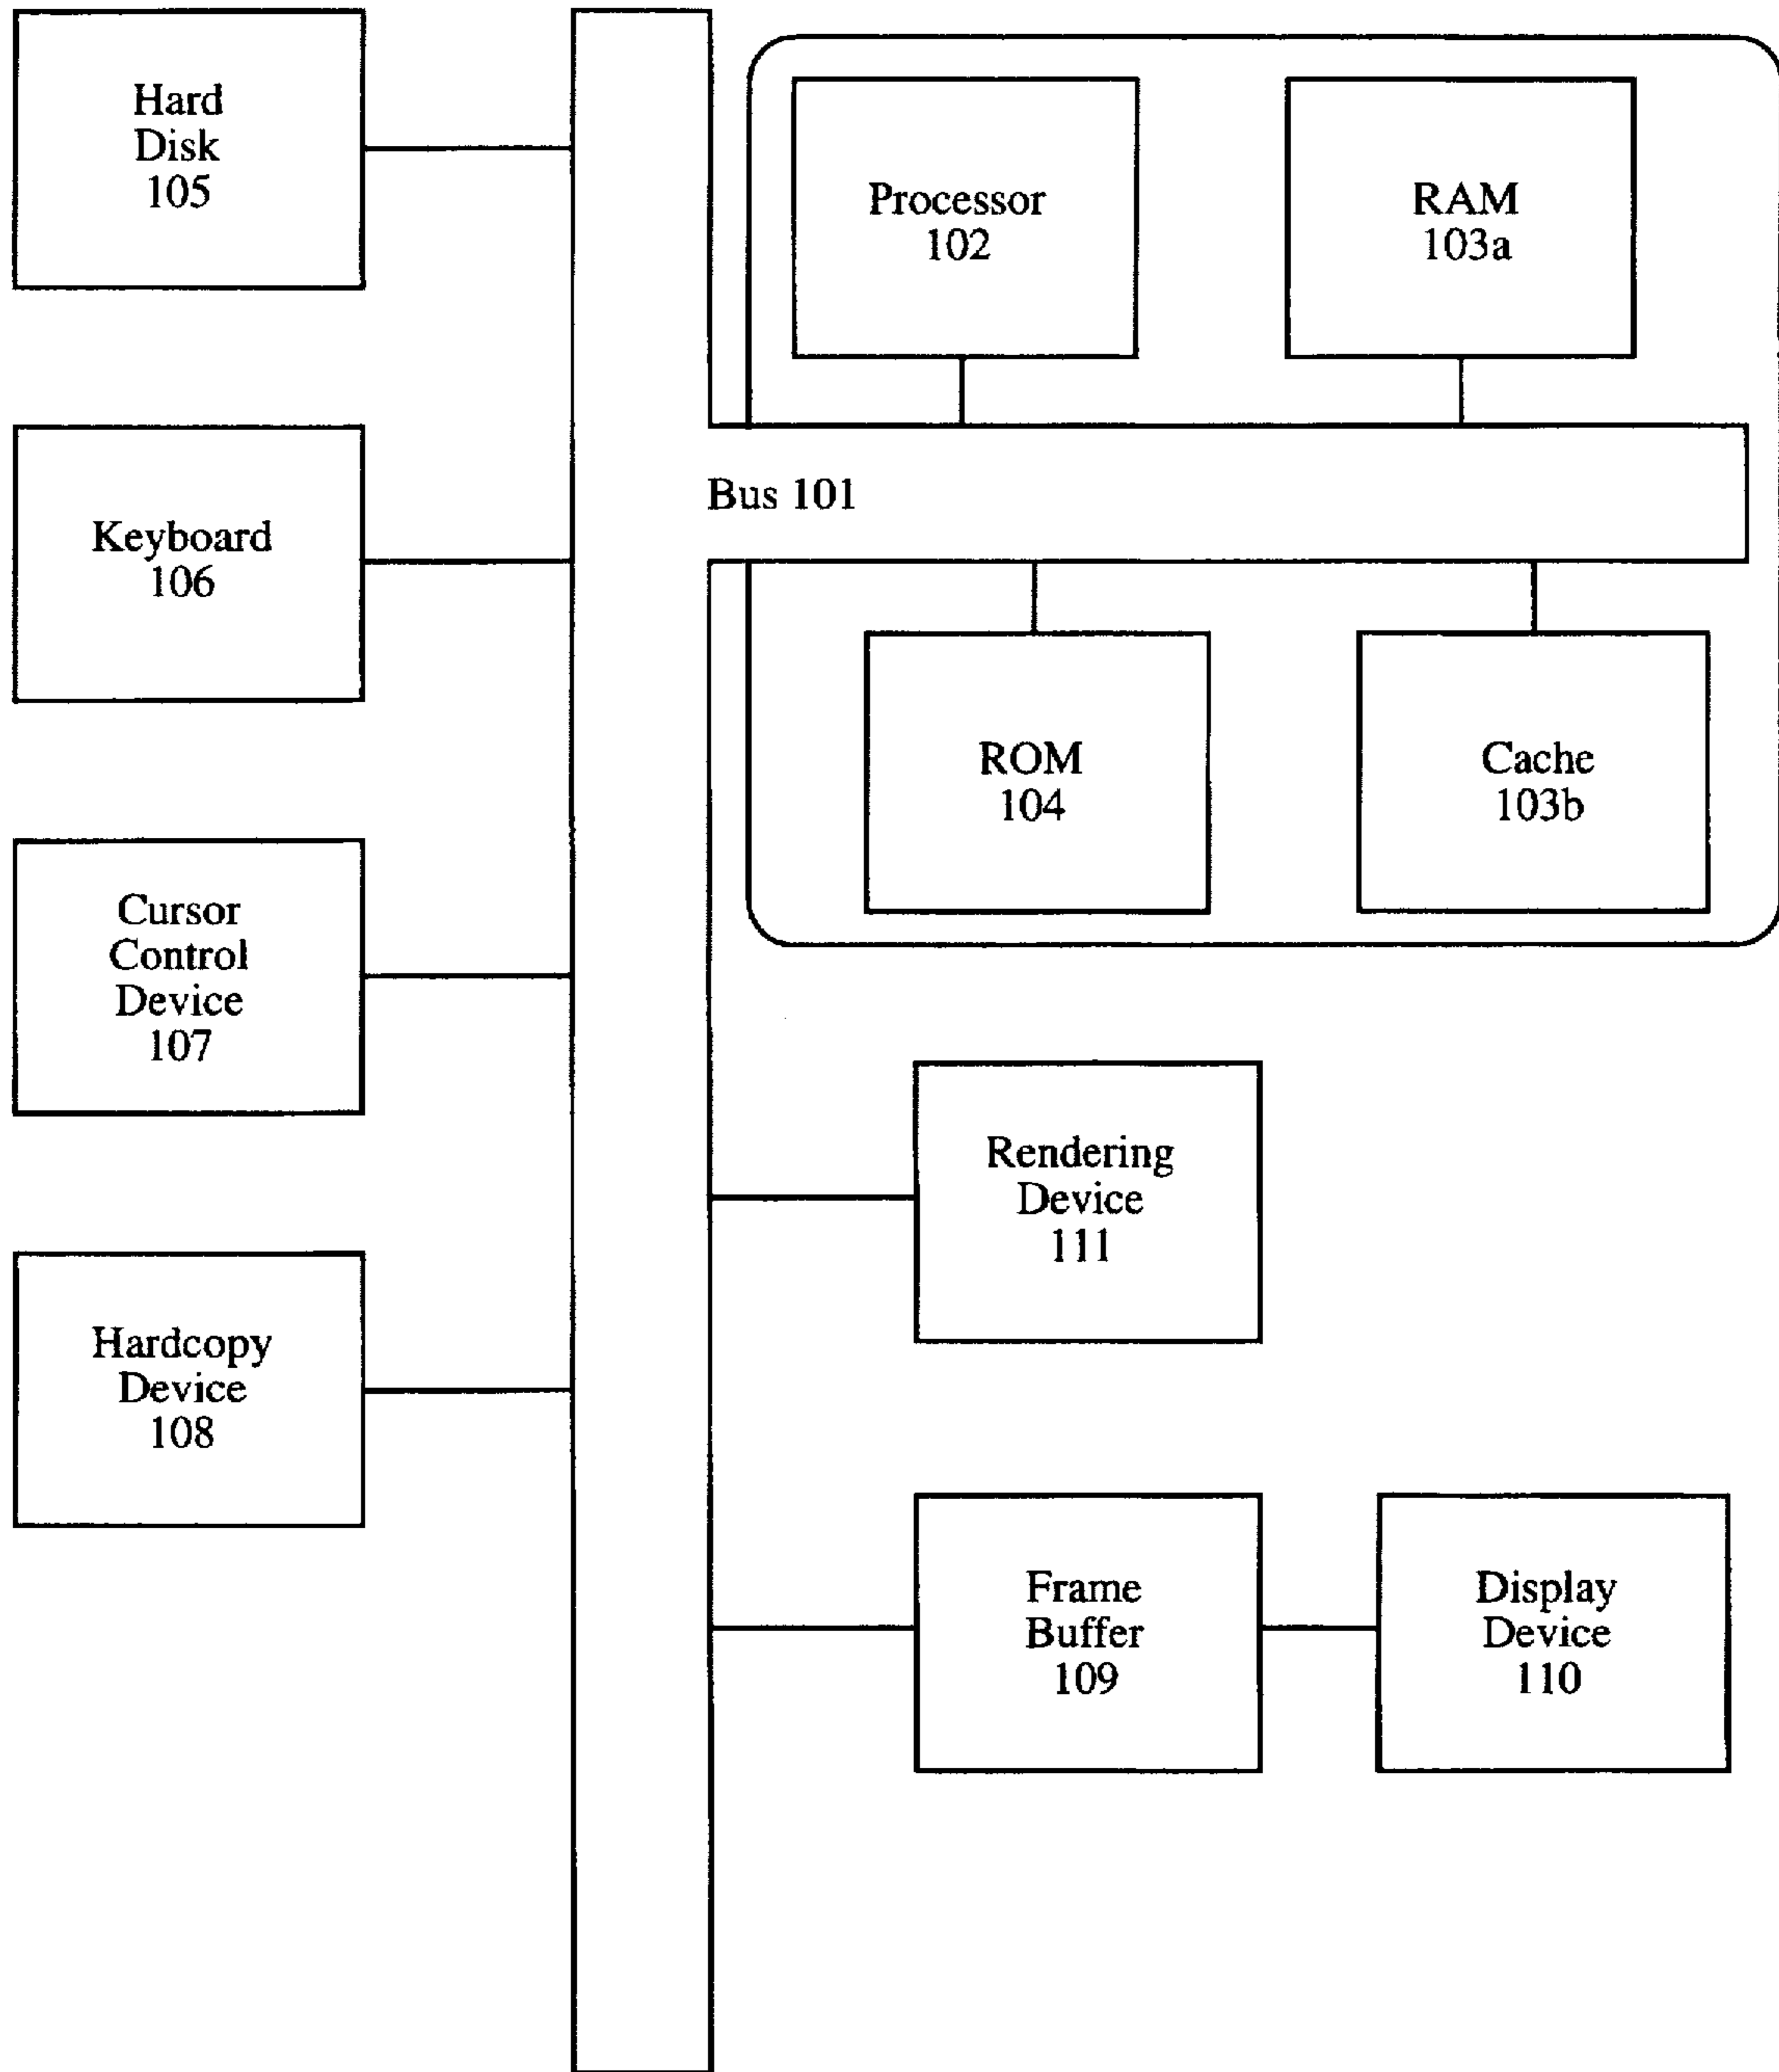 Hard
Disk
105
Processor
102
RAM
103a
Bus 101
Keyboard
106
ROM
104
Cache
103b
Cursor
Control
Device
107
Rendering
Device
111
Hardcopy
Device
108
Frame
Buffer
109
Display
Device
110